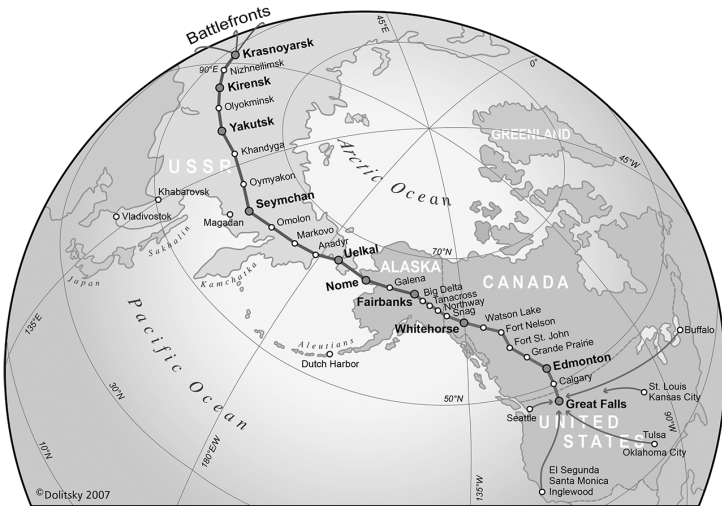 Battlefronts
Krasnoyarsk
Nizhneilimsk
Kirensk
Olyokminsk
Yakutsk
Khandyga
USSR
Oymyakon
Seymchan
Khabarovsk
Vladivostok
Magadan
Sakhalin
Japan
Omolon
Markovo
Anadyr
Kamchatka
Uelkal
Nome
Galena
ALASKA
Fairbanks
Big Delta
Tanacross
Northway
Snag
Whitehorse
Aleutians
Dutch Harbor
Arctic Ocean
GREENLAND
CANADA
Watson Lake
Fort Nelson
Fort St. John
Grande Prairie
Edmonton
Calgary
Great Falls
Buffalo
St. Louis
Kansas City
Seattle
UNITED
STATES
Tulsa
Oklahoma City
El Segunda
Santa Monica
Inglewood
Pacific Ocean
45°E
0°
45°W
90°E
70°N
50°N
90°W
135°E
30°N
10°N
180°E/W
135°W
©Dolitsky 2007